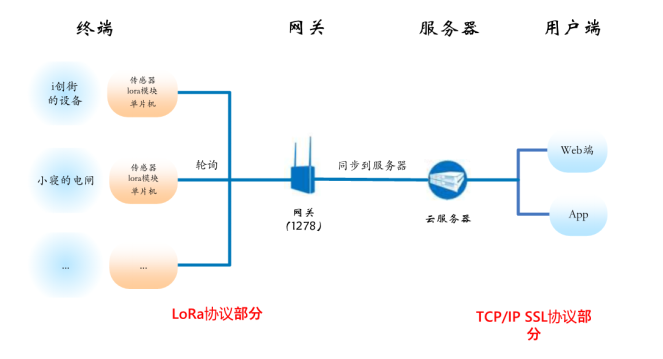 终端
网关
服务器
用户端
i创街
的设备
传感器
lora模块
单片机
小寝的电闸
传感器
lora模块
单片机
...
...
轮询
网关
(1278)
同步到服务器
云服务器
Web端
App
LoRa协议部分
TCP/IP SSL协议部
分